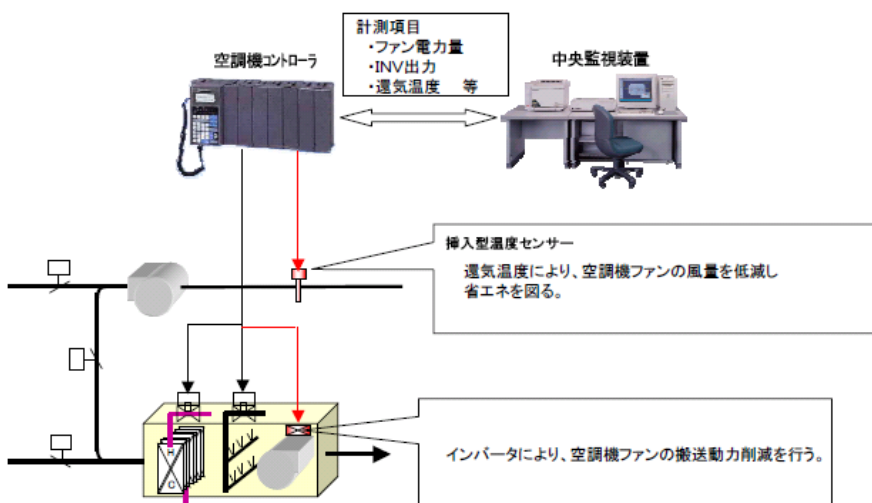 計測項目
・ファン電力量
・INV出力
・還気温度　等
空調機コントローラ
中央監視装置
挿入型温度センサー
還気温度により、空調機ファンの風量を低減し
省エネを図る。
インバータにより、空調機ファンの搬送動力削減を行う。
H
C